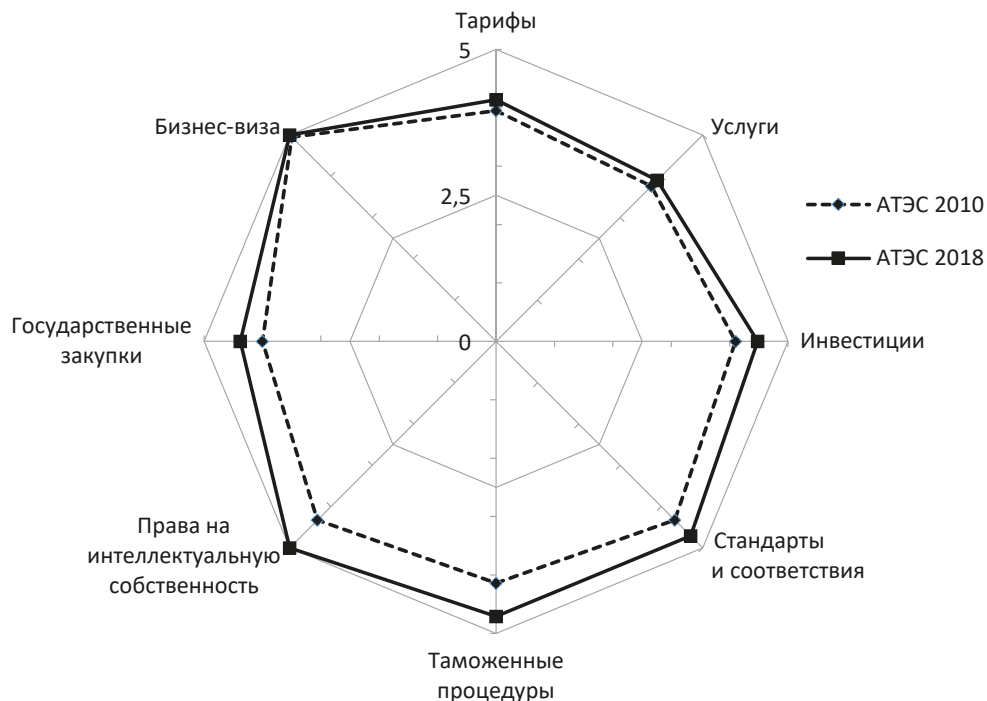 Тарифы
5
Бизнес-виза
Услуги
2,5
АТЭС 2010
АТЭС 2018
Государственные
закупки
0
Инвестиции
Права на
интеллектуальную
собственность
Стандарты
и соответствия
Таможенные
процедуры